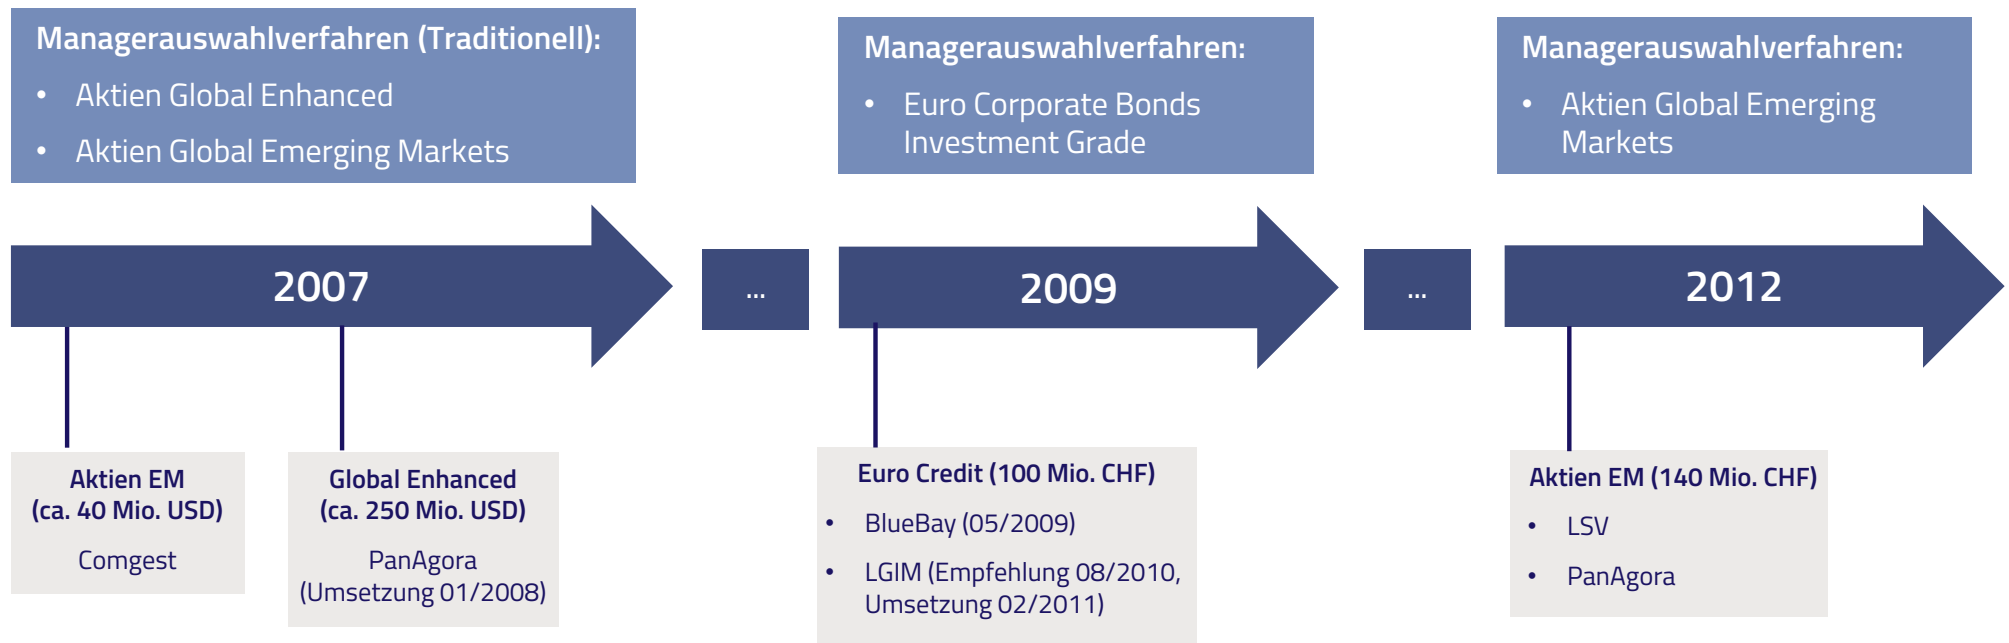 Managerauswahlverfahren (Traditionell):
• Aktien Global Enhanced
• Aktien Global Emerging Markets
Managerauswahlverfahren:
• Euro Corporate Bonds
Investment Grade
Managerauswahlverfahren:
• Aktien Global Emerging
Markets
2007
...
2009
...
2012
Aktien EM
(ca. 40 Mio. USD)
Comgest
Global Enhanced
(ca. 250 Mio. USD)
PanAgora
(Umsetzung 01/2008)
Euro Credit (100 Mio. CHF)
• BlueBay (05/2009)
• LGIM (Empfehlung 08/2010,
Umsetzung 02/2011)
Aktien EM (140 Mio. CHF)
• LSV
• PanAgora